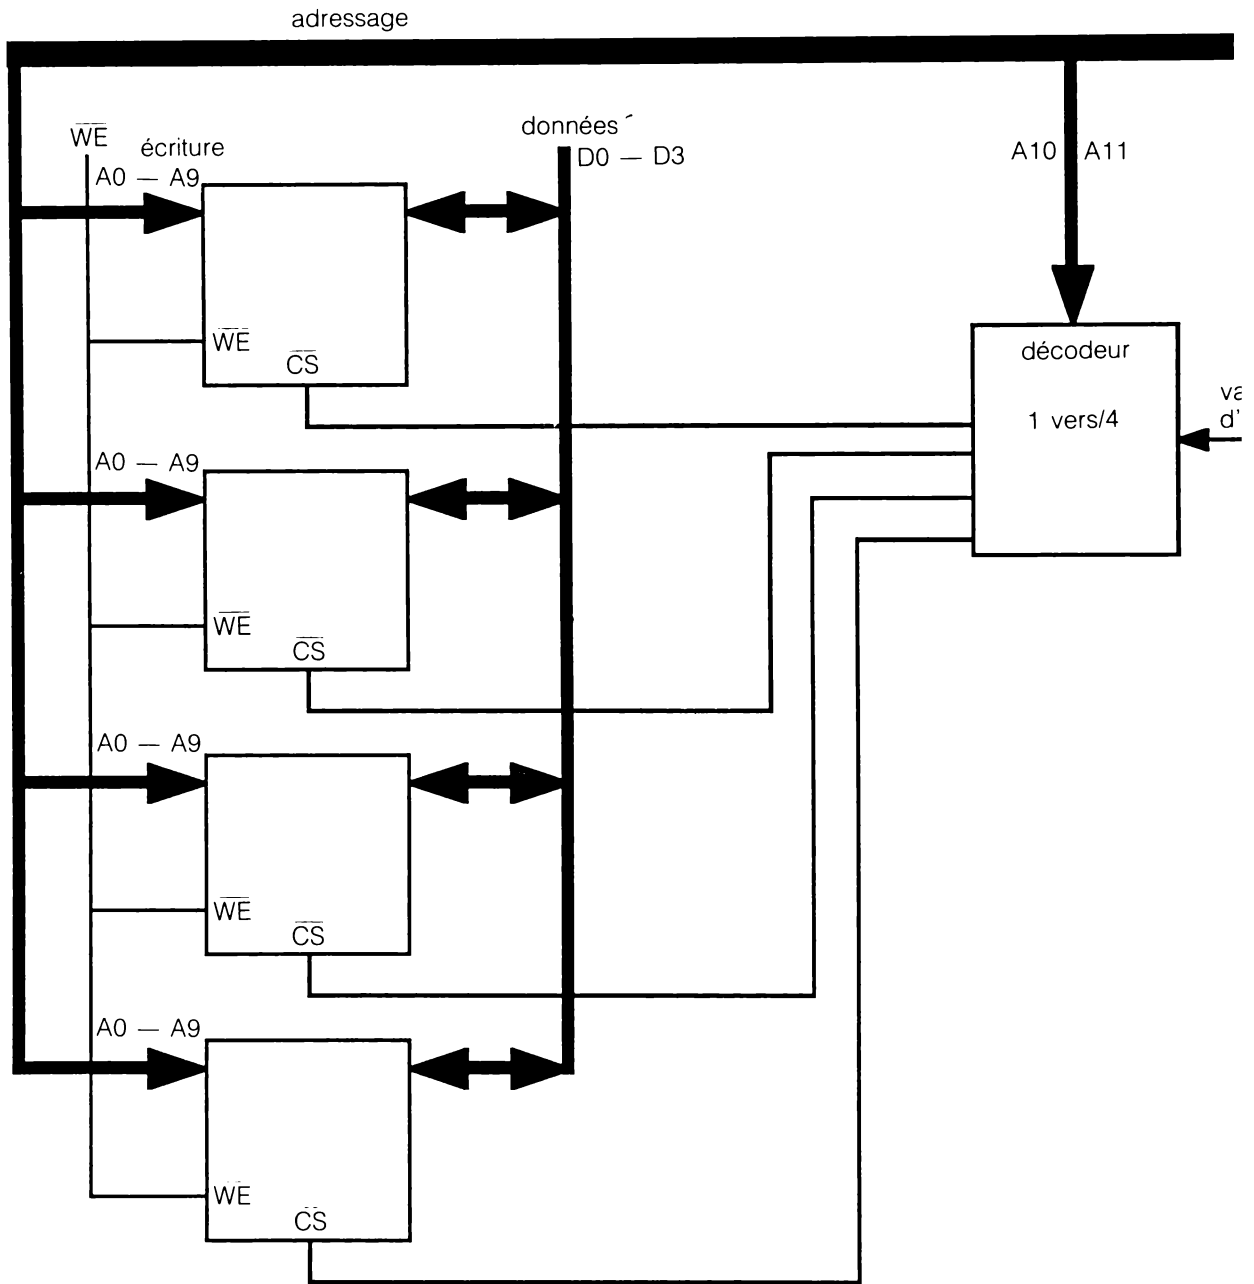 adressage
WE
écriture
données
D0 — D3
A10 A11
A0 — A9
WE
CS
décodeur
1 vers/4
A0 — A9
WE
CS
A0 — A9
WE
CS
A0 — A9
WE
CS